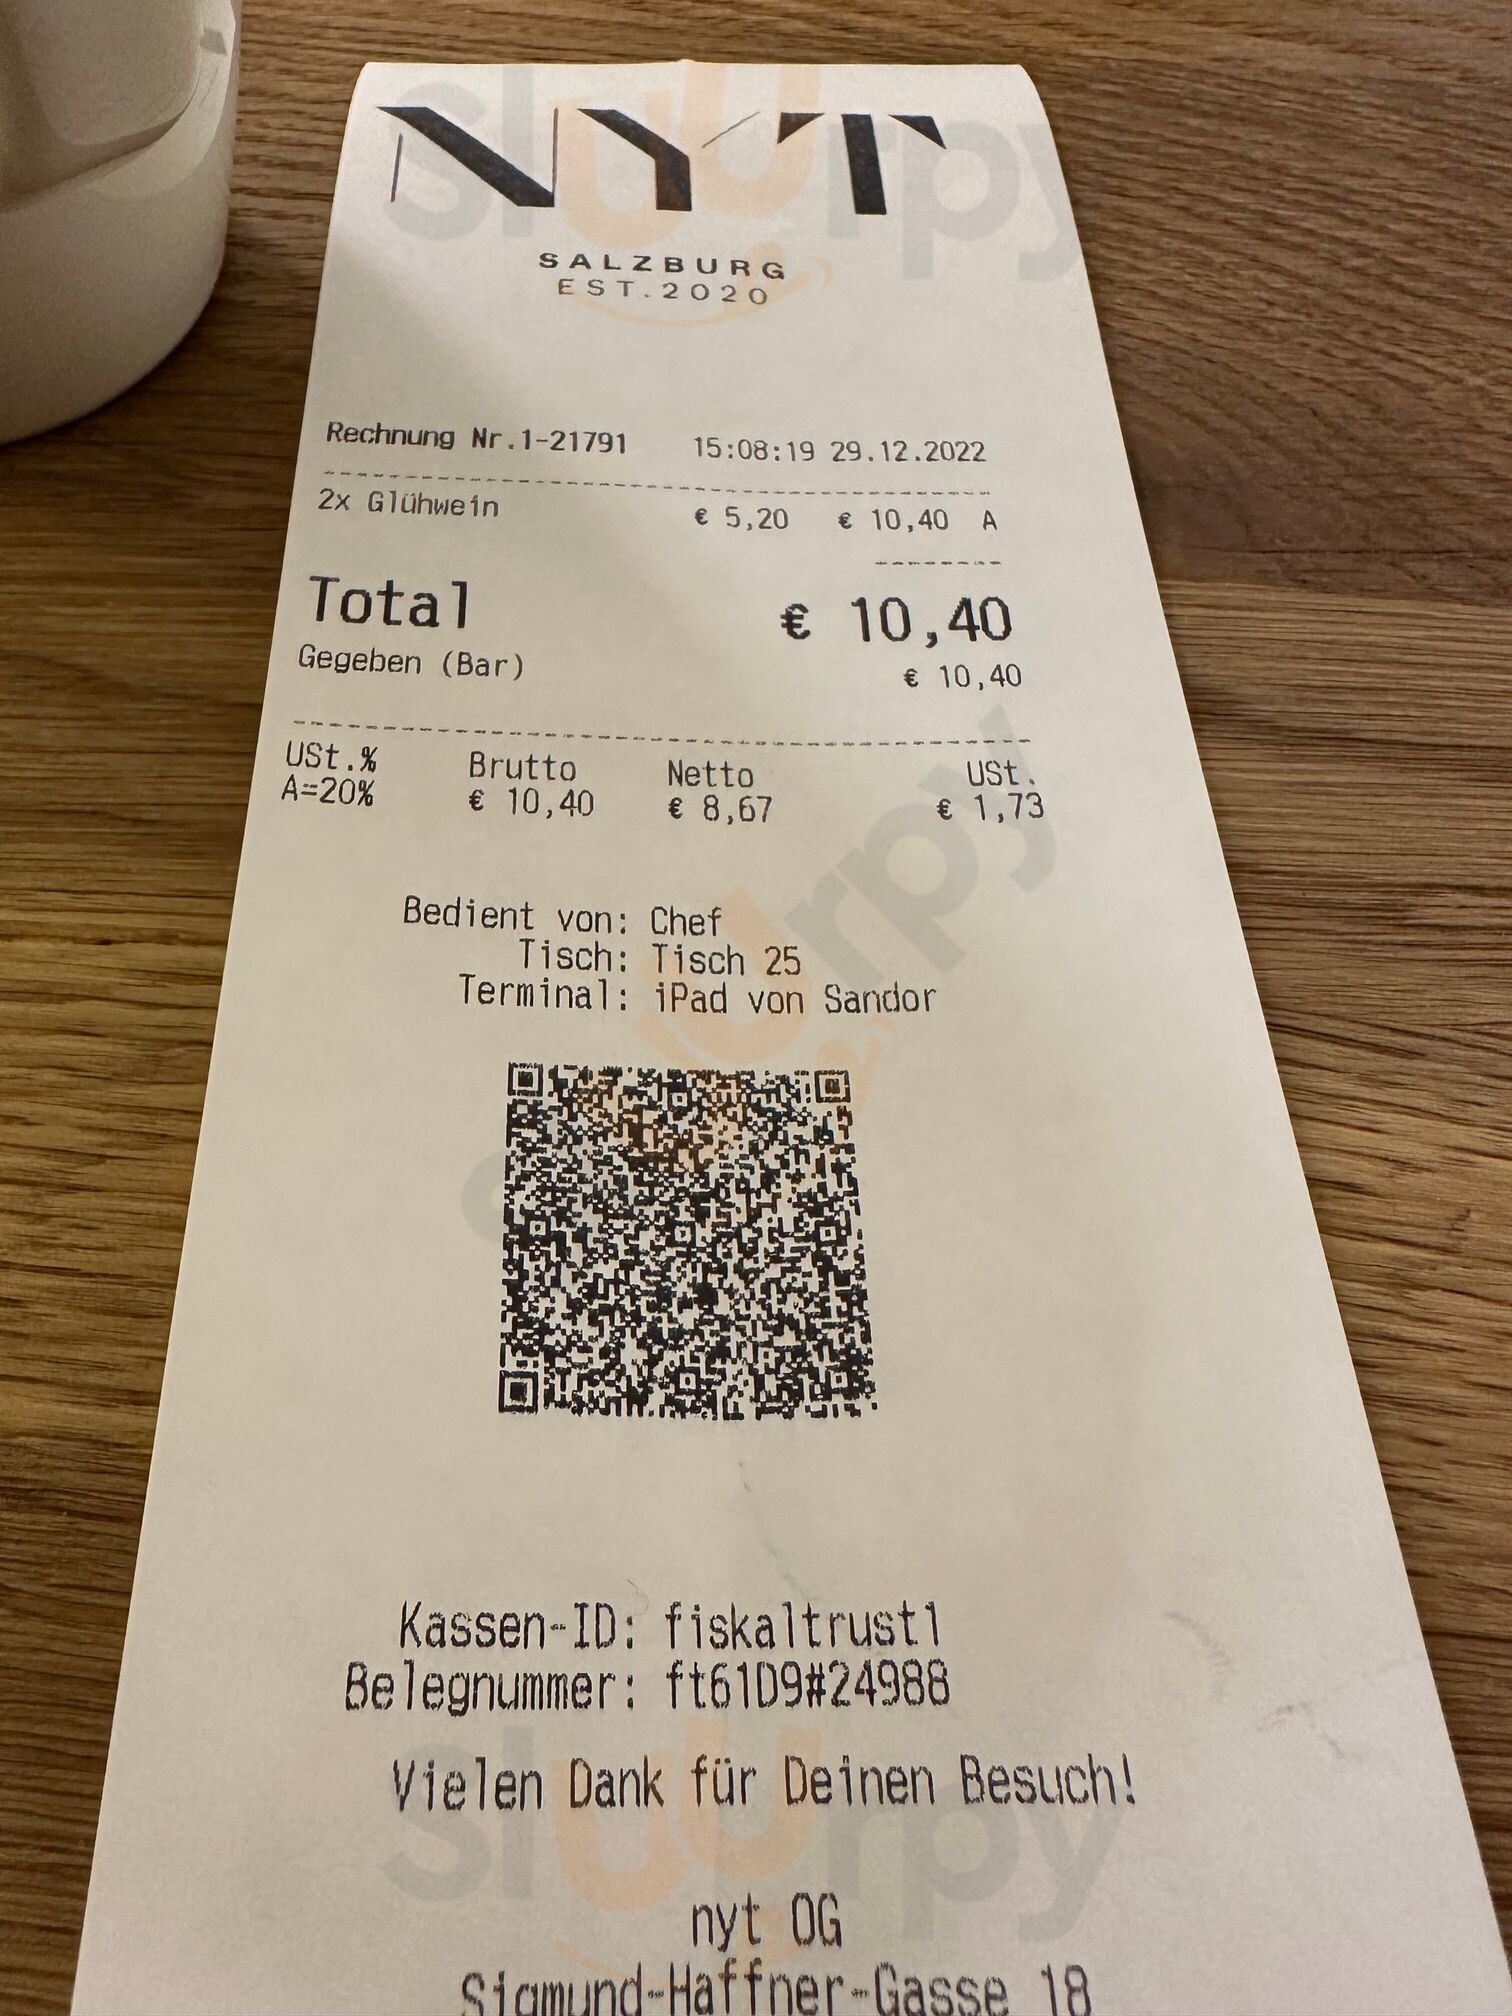 NYT
SALZBURG
EST.2020
Rechnung Nr.1-21791 15:08:19 29.12.2022
2x Glühwein € 5,20 € 10,40 A
Total € 10,40
Gegeben (Bar) € 10,40
USt.% Brutto Netto USt.
A=20% € 10,40 € 8,67 € 1,73
Bedient von: Chef
Tisch: Tisch 25
Terminal: iPad von Sandor
Kassen-ID: fiskaltrust1
Belegnummer: ft61D9#24988
Vielen Dank für Deinen Besuch!
nyt OG
Sigmund-Haffner-Gasse 18
sluurpy
sluurpy
sluurpy